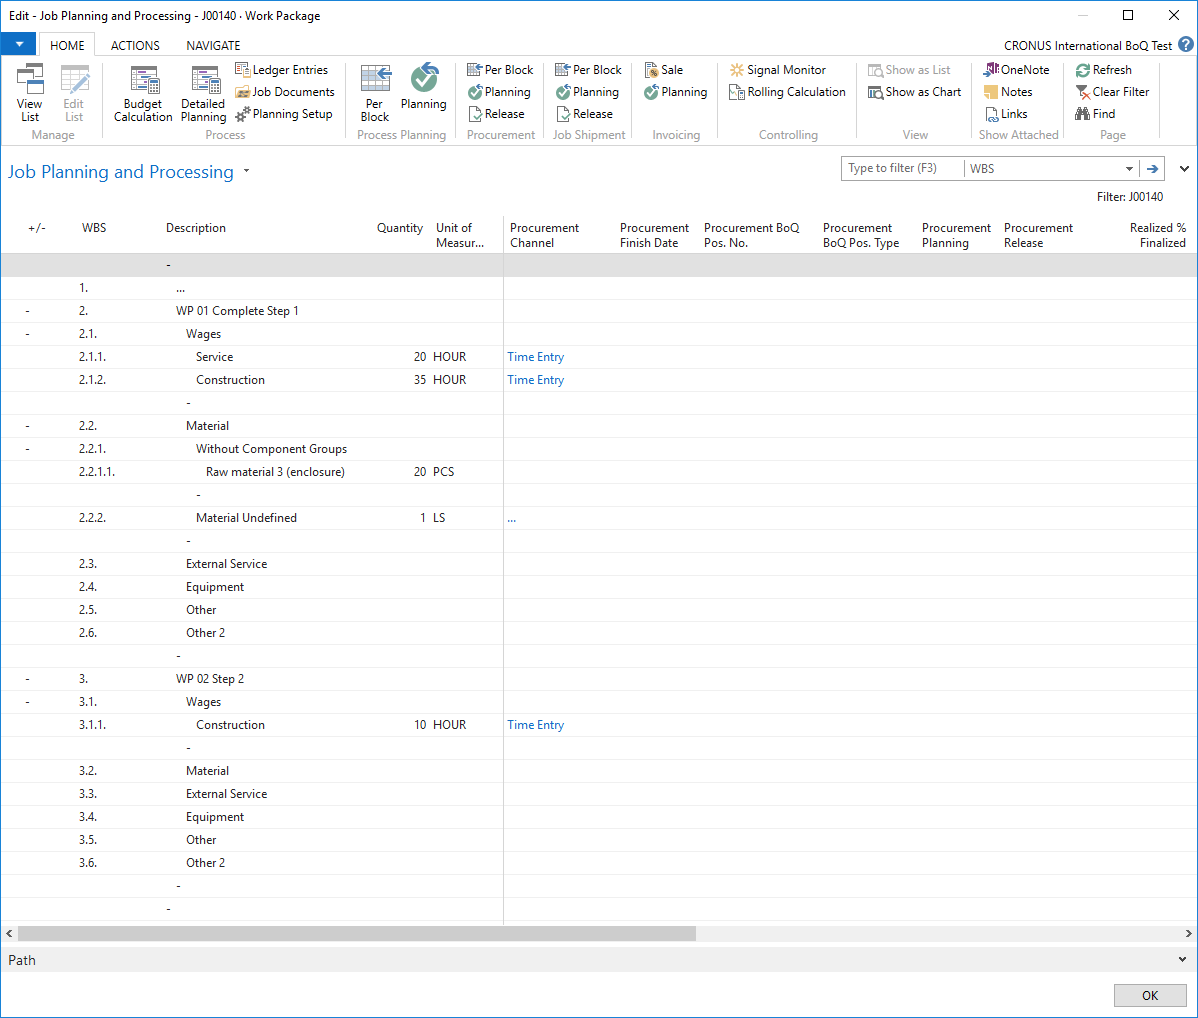 Edit - Job Planning and Processing - J00140 · Work Package
HOME ACTIONS NAVIGATE CRONUS International BoQ Test ?
View List
Edit List
Manage
Budget Calculation
Detailed Planning
Ledger Entries
Job Documents
Planning Setup
Process
Per Block
Planning
Process Planning
Per Block
Planning
Release
Procurement
Per Block
Planning
Release
Job Shipment
Sale
Planning
Invoicing
Signal Monitor
Rolling Calculation
Controlling
Show as List
Show as Chart
View
OneNote
Notes
Links
Show Attached
Refresh
Clear Filter
Find
Page
Job Planning and Processing
Type to filter (F3) WBS
Filter: J00140
+/- WBS Description Quantity Unit of Measur... Procurement Channel Procurement Finish Date Procurement BoQ Pos. No. Procurement BoQ Pos. Type Procurement Planning Procurement Release Realized % Finalized
-
1. ...
- 2. WP 01 Complete Step 1
- 2.1. Wages
2.1.1. Service 20 HOUR Time Entry
2.1.2. Construction 35 HOUR Time Entry
-
- 2.2. Material
- 2.2.1. Without Component Groups
2.2.1.1. Raw material 3 (enclosure) 20 PCS
-
2.2.2. Material Undefined 1 LS ...
-
2.3. External Service
2.4. Equipment
2.5. Other
2.6. Other 2
-
- 3. WP 02 Step 2
- 3.1. Wages
3.1.1. Construction 10 HOUR Time Entry
-
3.2. Material
3.3. External Service
3.4. Equipment
3.5. Other
3.6. Other 2
-
-
Path
OK